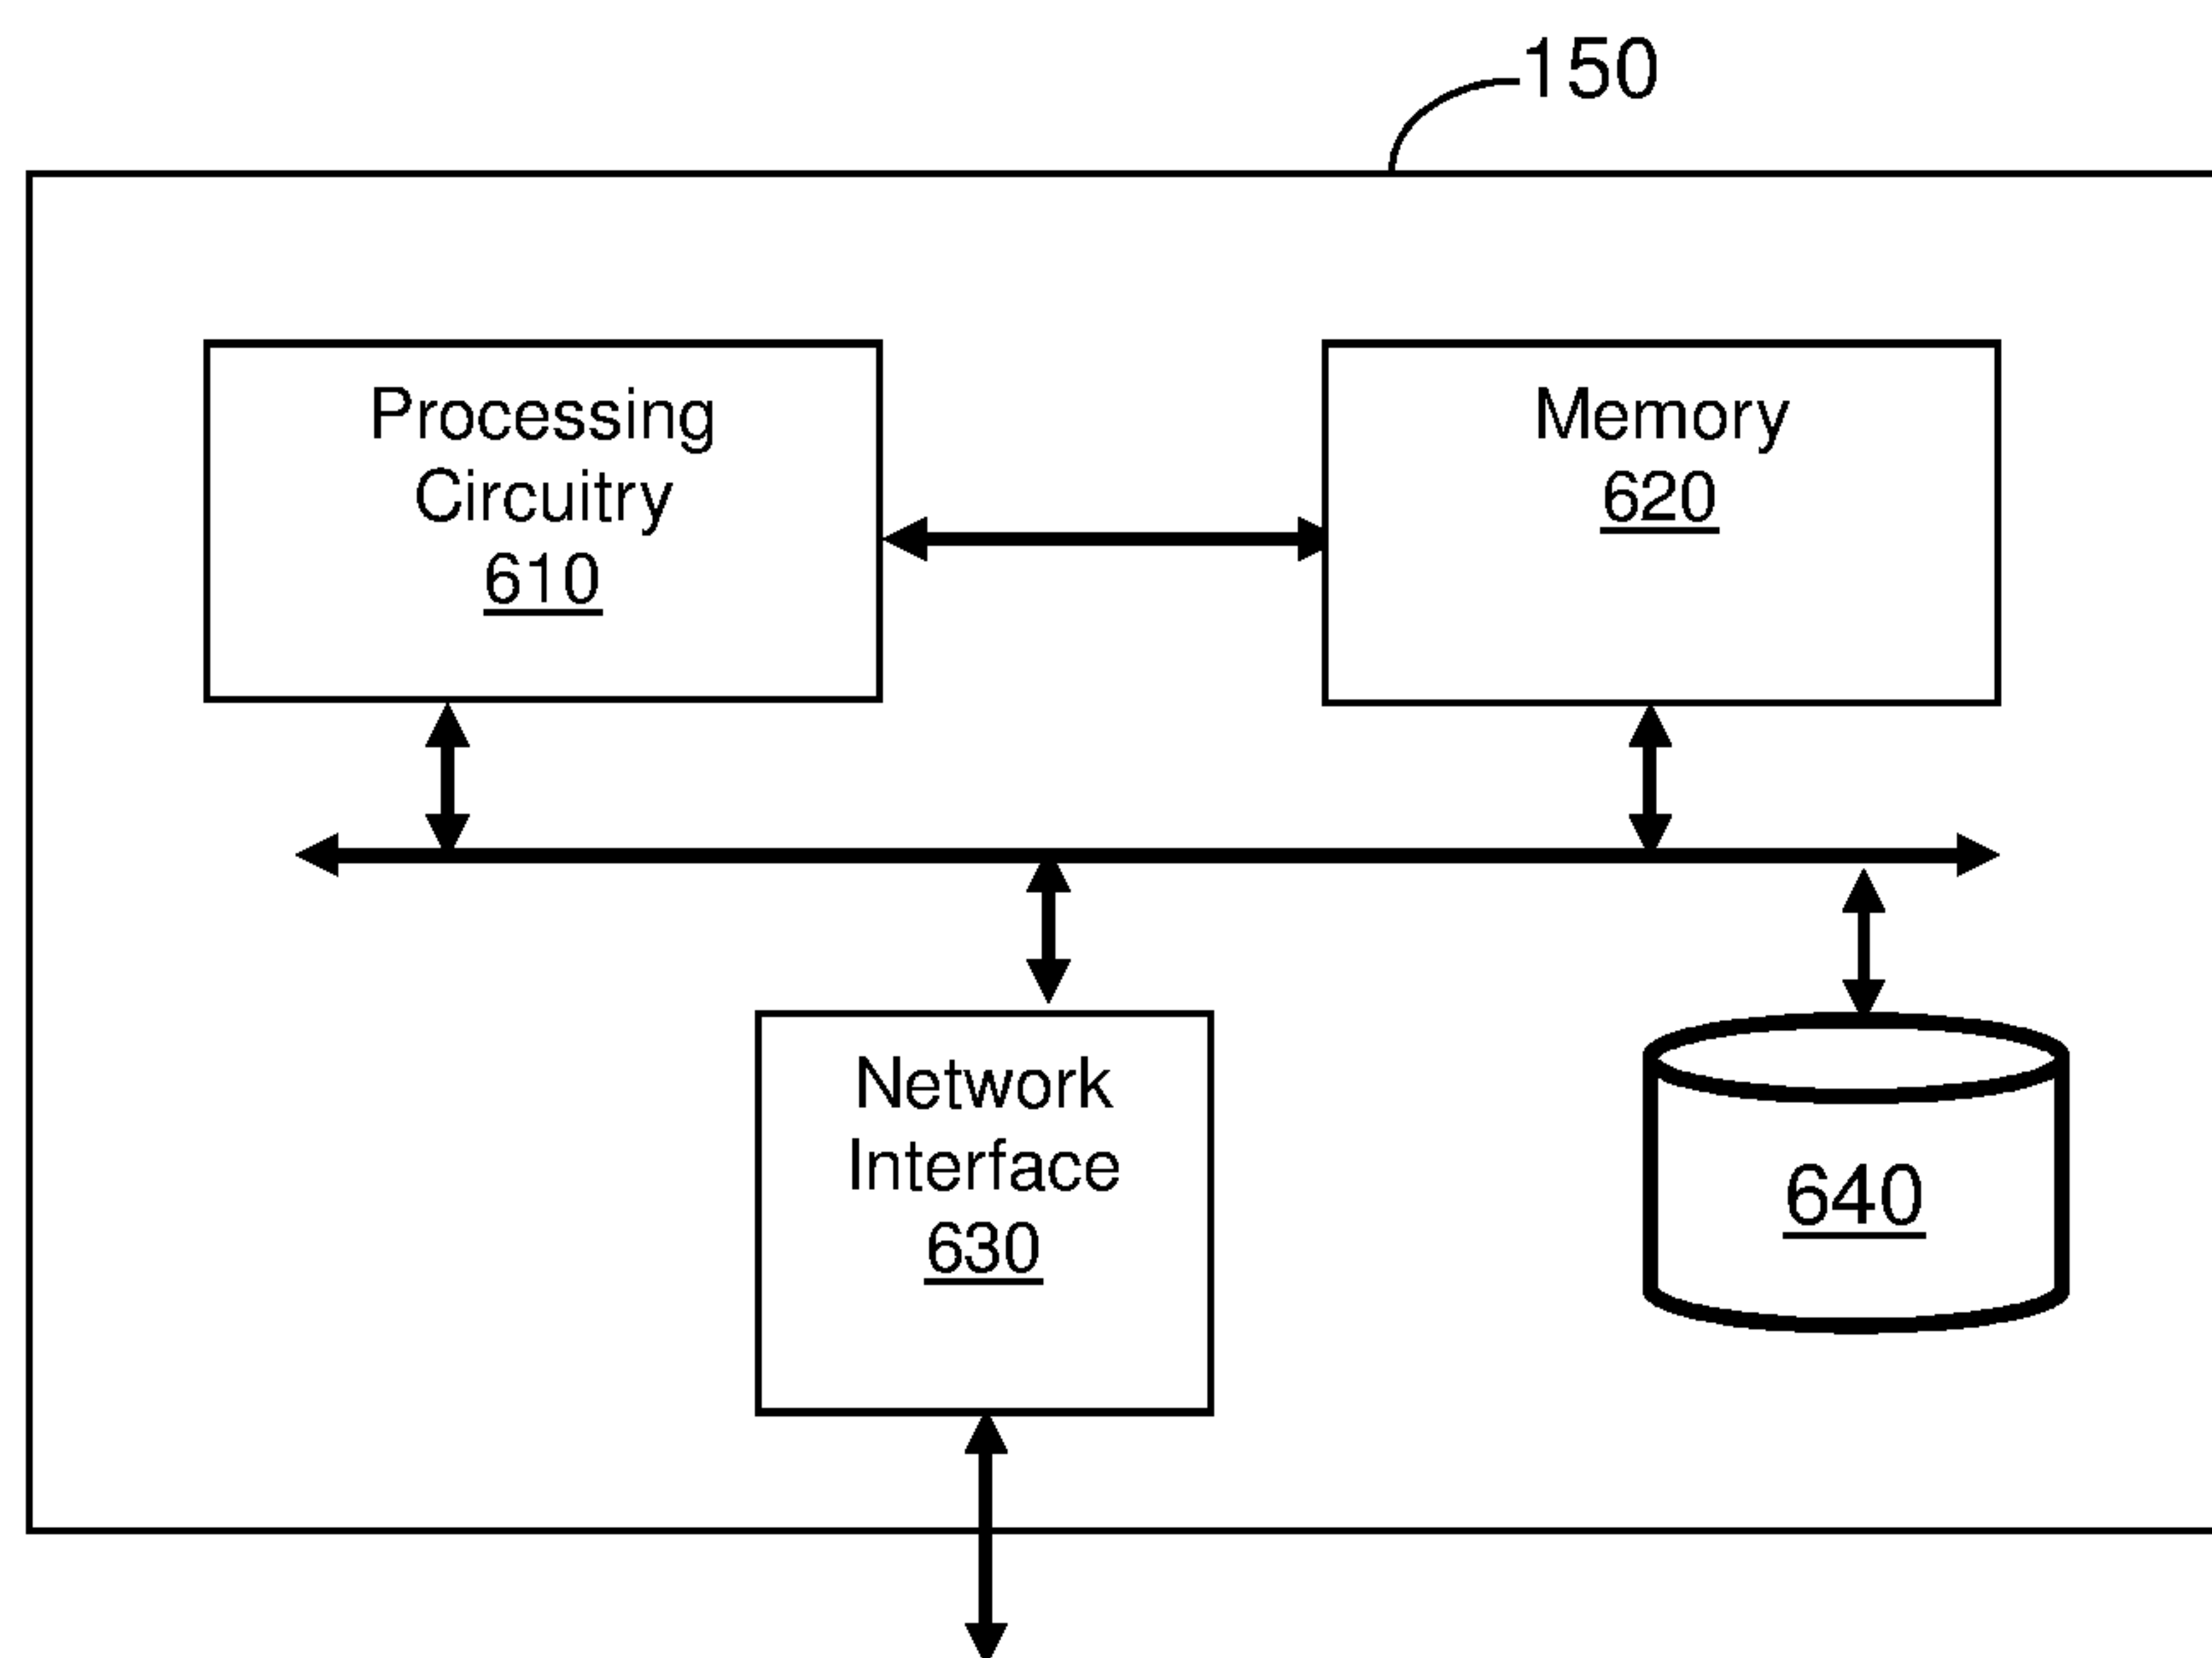 150
Processing
Circuitry
610
Memory
620
Network
Interface
630
640